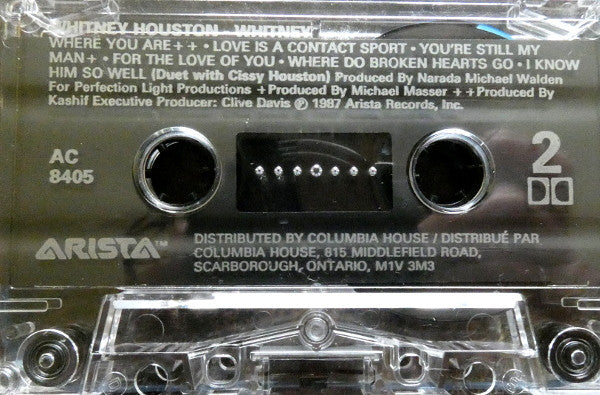 WHITNEY HOUSTON - WHITNEY
WHERE YOU ARE + + • LOVE IS A CONTACT SPORT • YOU'RE STILL MY
MAN + • FOR THE LOVE OF YOU • WHERE DO BROKEN HEARTS GO • I KNOW
HIM SO WELL (Duet with Cissy Houston) Produced By Narada Michael Walden
For Perfection Light Productions + Produced By Michael Masser + + Produced By
Kashif Executive Producer: Clive Davis ℗ 1987 Arista Records, Inc.
AC
8405
2
ARISTA™
DISTRIBUTED BY COLUMBIA HOUSE / DISTRIBUÉ PAR
COLUMBIA HOUSE, 815 MIDDLEFIELD ROAD,
SCARBOROUGH, ONTARIO, M1V 3M3